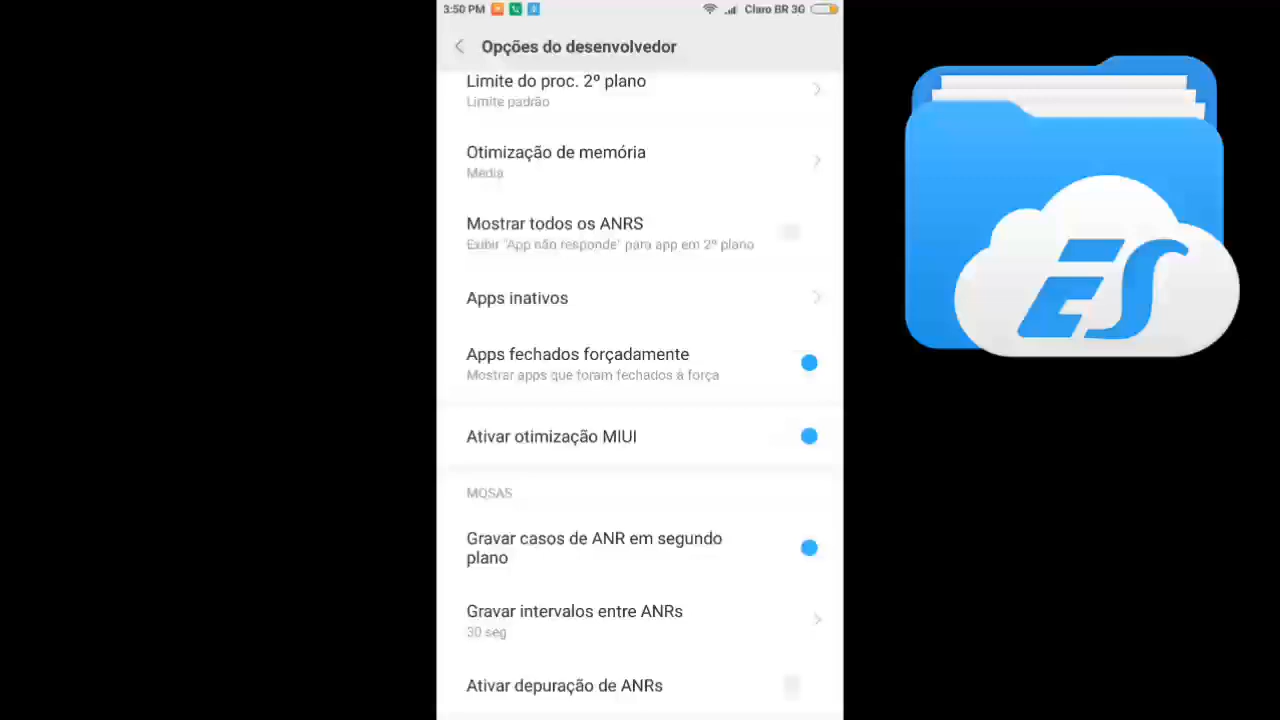 3:50 PM
Claro BR 3G
Opções do desenvolvedor
Limite do proc. 2º plano
Limite padrão
Otimização de memória
Média
Mostrar todos os ANRS
Exibir "App não responde" para app em 2º plano
Apps inativos
Apps fechados forçadamente
Mostrar apps que foram fechados à força
Ativar otimização MIUI
MQSAS
Gravar casos de ANR em segundo
plano
Gravar intervalos entre ANRs
30 seg
Ativar depuração de ANRs
ES